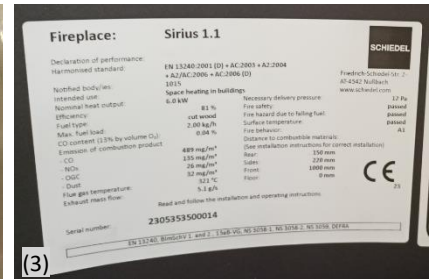 Fireplace: Sirius 1.1
SCHIEDEL
Declaration of performance:
Harmonised standard: EN 13240:2001 (D) + AC:2003 + A2:2004
+ A2/AC:2006 + AC:2006 (D)
Friedrich-Schiedel-Str. 2
AT-4542 Nußbach
www.schiedel.com
Notified body/ies: 1015
Intended use: Space heating in buildings
Nominal heat output: 6.0 kW
Efficiency: 81 %
Fuel type: cut wood
Max. fuel load: 2.00 kg/h
CO content (13% by volume O₂): 0.04 %
Emission of combustion product
- CO 489 mg/m³
- NOx 135 mg/m³
- OGC 26 mg/m³
- Dust 32 mg/m³
Flue gas temperature: 321 °C
Exhaust mass flow: 5.1 g/s
Necessary delivery pressure: 12 Pa
Fire safety: passed
Fire hazard due to falling fuel: passed
Surface temperature: passed
Fire behavior: A1
Distance to combustible materials:
(See installation instructions for correct installation)
Rear: 150 mm
Sides: 270 mm
Front: 1000 mm
Floor: 0 mm
CE
Read and follow the installation and operating instructions.
Serial number: 2305353500014
(3)